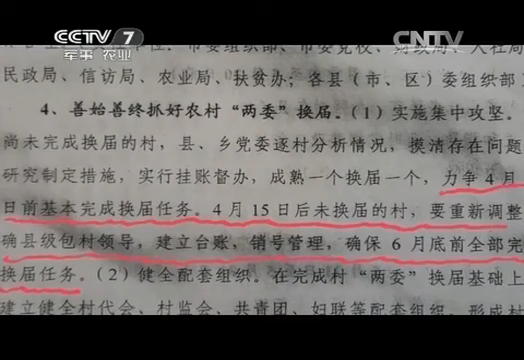 CCTV 7
军事 农业
CNTV
位：市委组织部、市委党校、财政局、人社局
民政局、信访局、农业局、扶贫办；各县（市、区）委组织部
4、善始善终抓好农村“两委”换届。（1）实施集中攻坚。
尚未完成换届的村，县、乡党委逐村分析情况，摸清存在问题
研究制定措施，实行挂账督办，成熟一个换届一个，力争4月
日前基本完成换届任务。4月15日后未换届的村，要重新调整
确县级包村领导，建立台账，销号管理，确保6月底前全部完
换届任务。（2）健全配套组织。在完成村“两委”换届基础上
建立健全村代会、村监会、共青团、妇联等配套组织，形成村